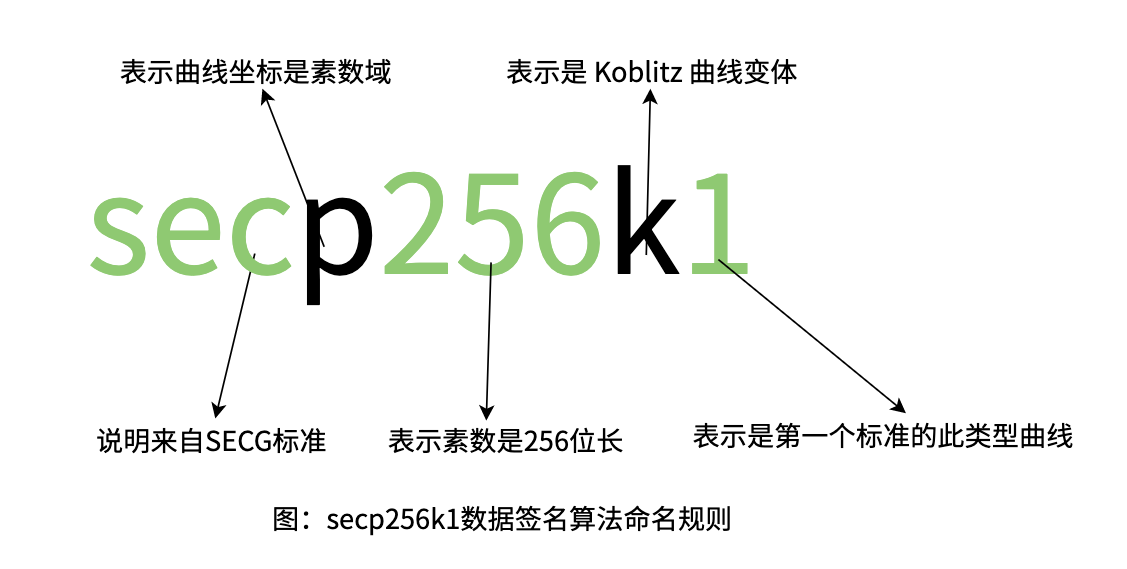 表示曲线坐标是素数域
表示是 Koblitz 曲线变体
secp256k1
说明来自SECG标准
表示素数是256位长
表示是第一个标准的此类型曲线
图：secp256k1数据签名算法命名规则